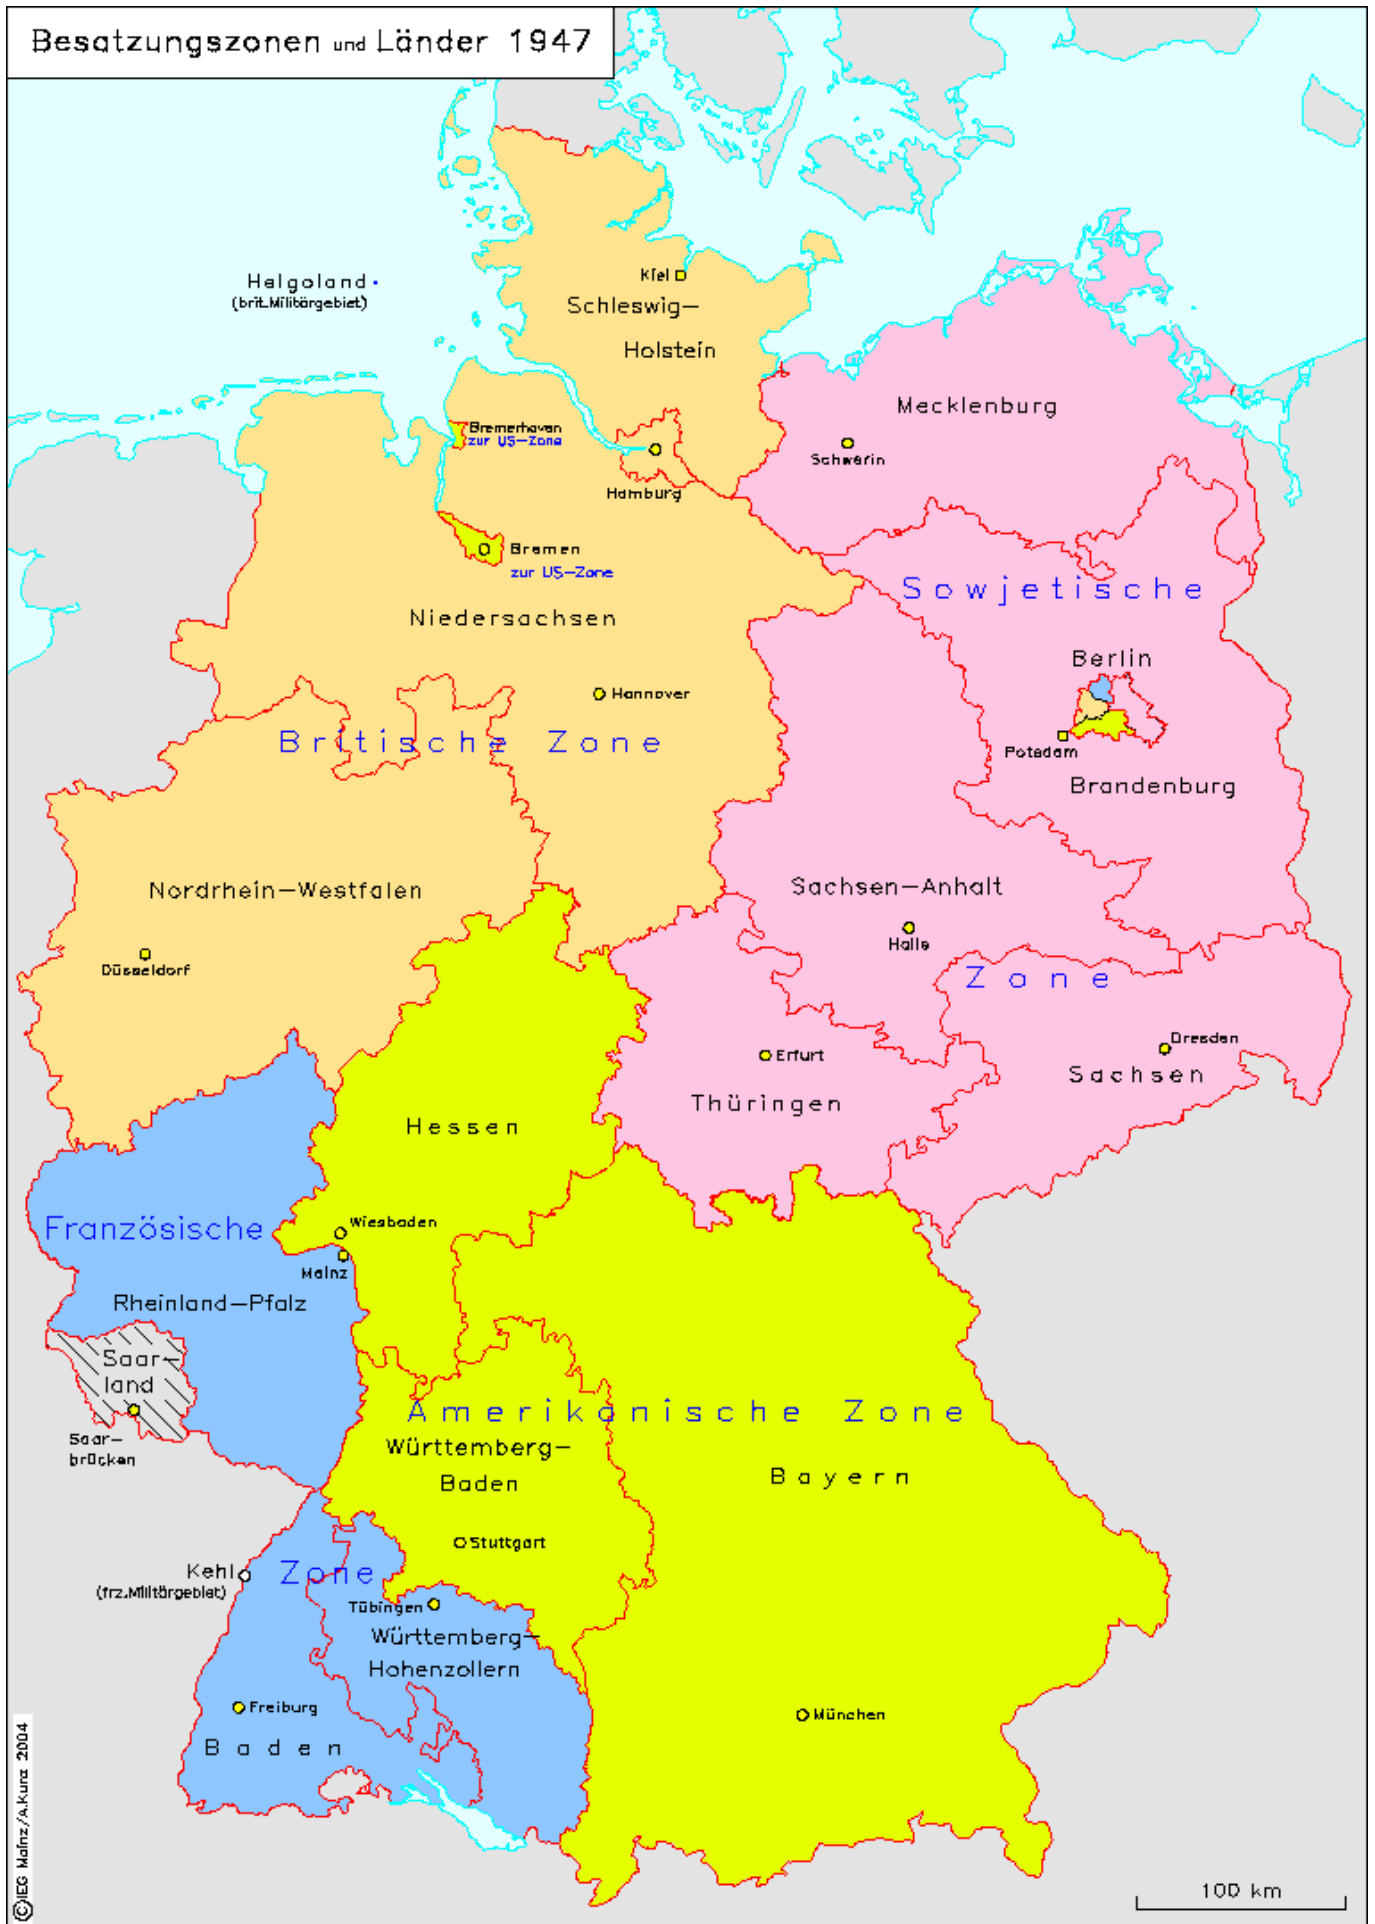 Besatzungszonen und Länder 1947
Helgoland
(brit.Militärgebiet)
Kiel
Schleswig-
Holstein
Mecklenburg
Schwerin
Bremerhaven
zur US-Zone
Hamburg
Bremen
zur US-Zone
Niedersachsen
Sowjetische
Berlin
Hannover
Britische Zone
Potsdam
Brandenburg
Nordrhein-Westfalen
Sachsen-Anhalt
Halle
Düsseldorf
Zone
Dresden
Erfurt
Sachsen
Thüringen
Hessen
Französische
Wiesbaden
Mainz
Rheinland-Pfalz
Saar-
land
Amerikanische Zone
Saar-
brücken
Württemberg-
Baden
Bayern
Stuttgart
Kehl
(frz.Militärgebiet)
Zone
Tübingen
Württemberg-
Hohenzollern
Freiburg
München
Baden
©IEG Mainz/A.Kunz 2004
100 km